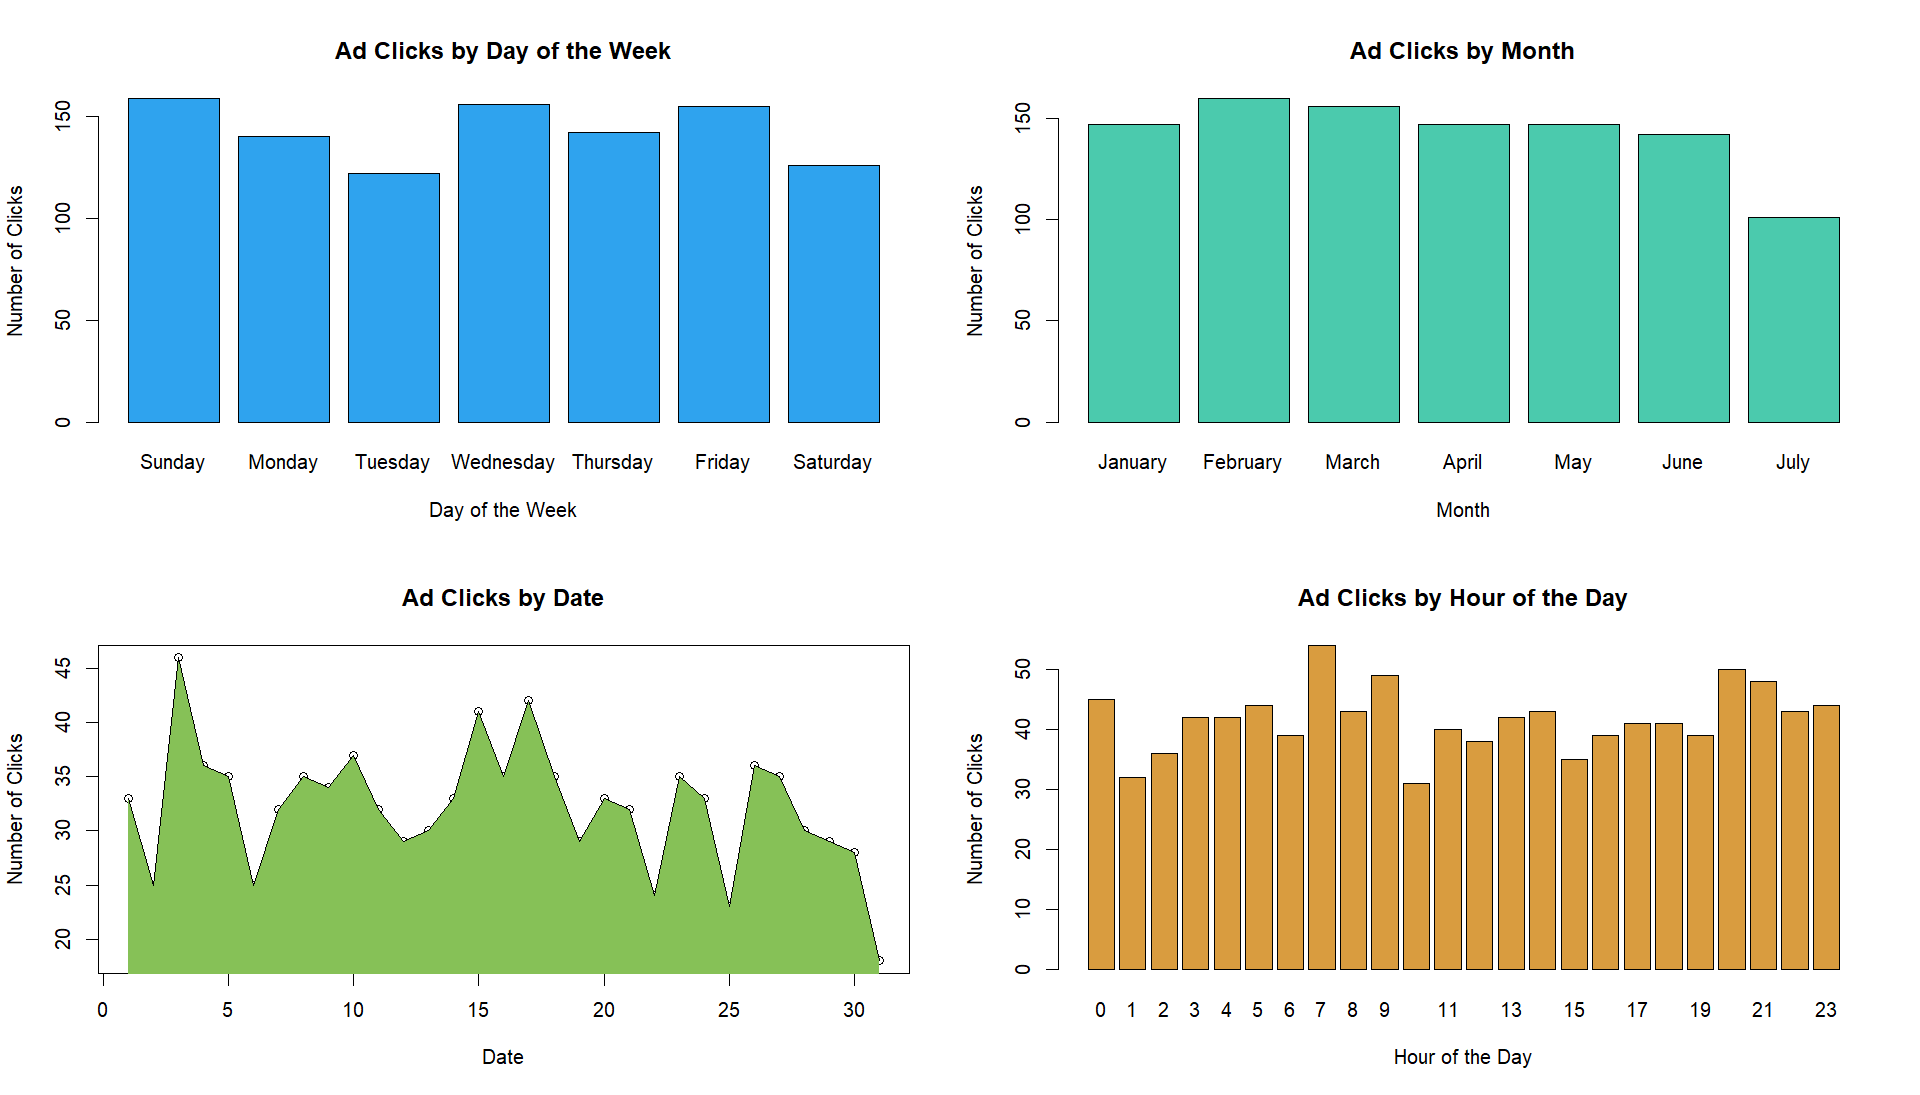 Ad Clicks by Day of the Week
Number of Clicks
150
100
50
0
Sunday Monday Tuesday Wednesday Thursday Friday Saturday
Day of the Week
Ad Clicks by Month
Number of Clicks
150
100
50
0
January February March April May June July
Month
Ad Clicks by Date
Number of Clicks
45
40
35
30
25
20
0 5 10 15 20 25 30
Date
Ad Clicks by Hour of the Day
Number of Clicks
50
40
30
20
10
0
0 1 2 3 4 5 6 7 8 9 11 13 15 17 19 21 23
Hour of the Day